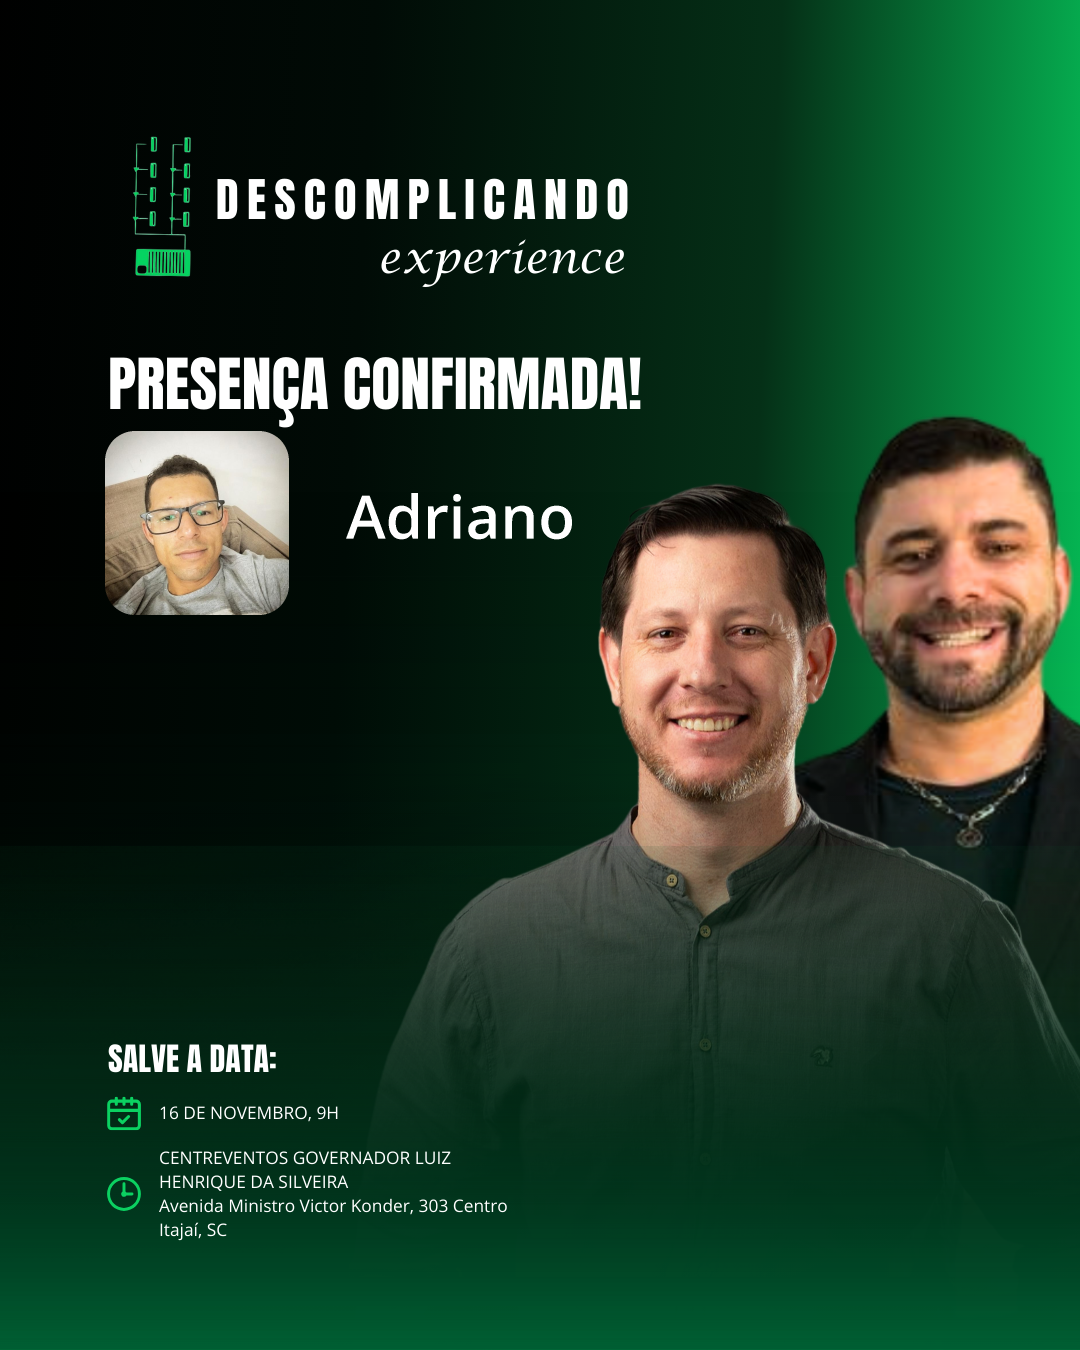 DESCOMPLICANDO
experience
PRESENÇA CONFIRMADA!
Adriano
SALVE A DATA:
16 DE NOVEMBRO, 9H
CENTREVENTOS GOVERNADOR LUIZ
HENRIQUE DA SILVEIRA
Avenida Ministro Victor Konder, 303 Centro
Itajaí, SC